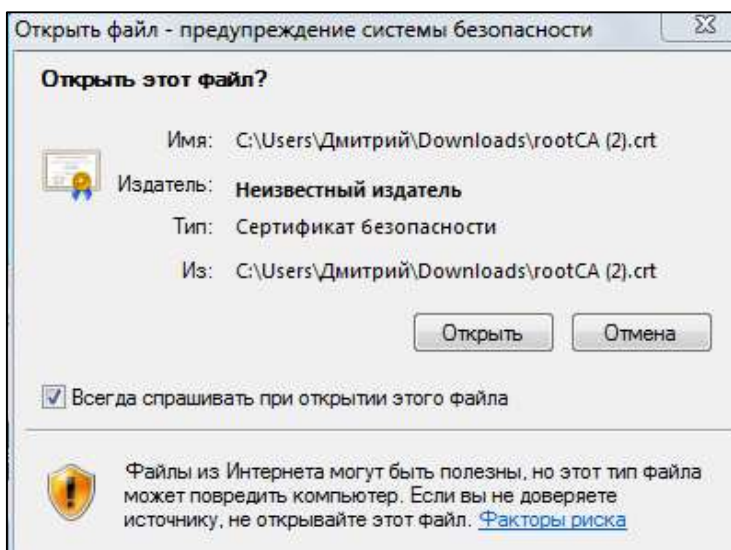 Открыть файл - предупреждение системы безопасности
Открыть этот файл?
Имя: C:\Users\Дмитрий\Downloads\rootCA (2).crt
Издатель: Неизвестный издатель
Тип: Сертификат безопасности
Из: C:\Users\Дмитрий\Downloads\rootCA (2).crt
Открыть Отмена
Всегда спрашивать при открытии этого файла
Файлы из Интернета могут быть полезны, но этот тип файла
может повредить компьютер. Если вы не доверяете
источнику, не открывайте этот файл. Факторы риска